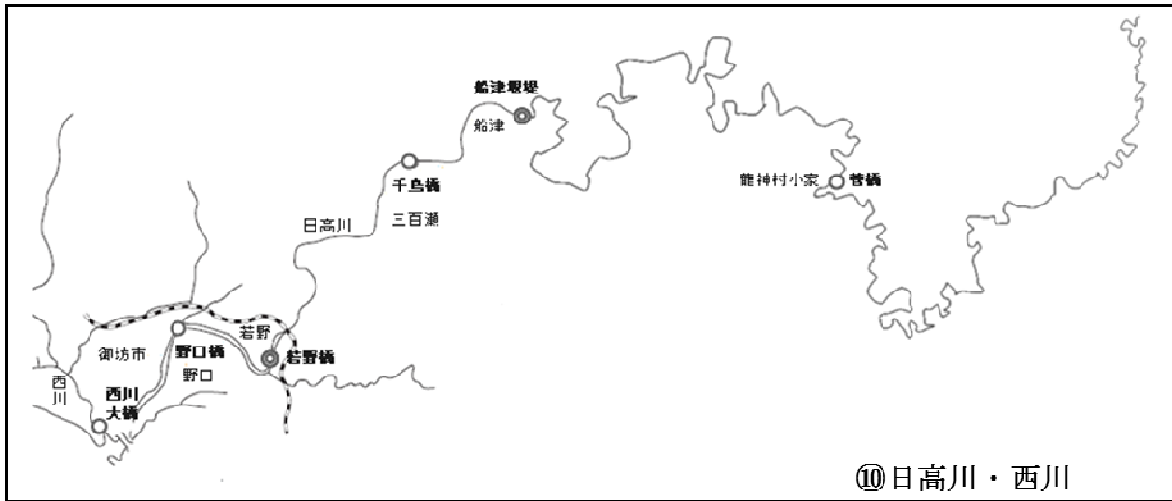 船津堰堤
船津
千鳥橋
龍神村小家
菅橋
三百瀬
日高川
若野
御坊市
野口橋
若野橋
野口
西川
西川
大橋
⑩日高川・西川